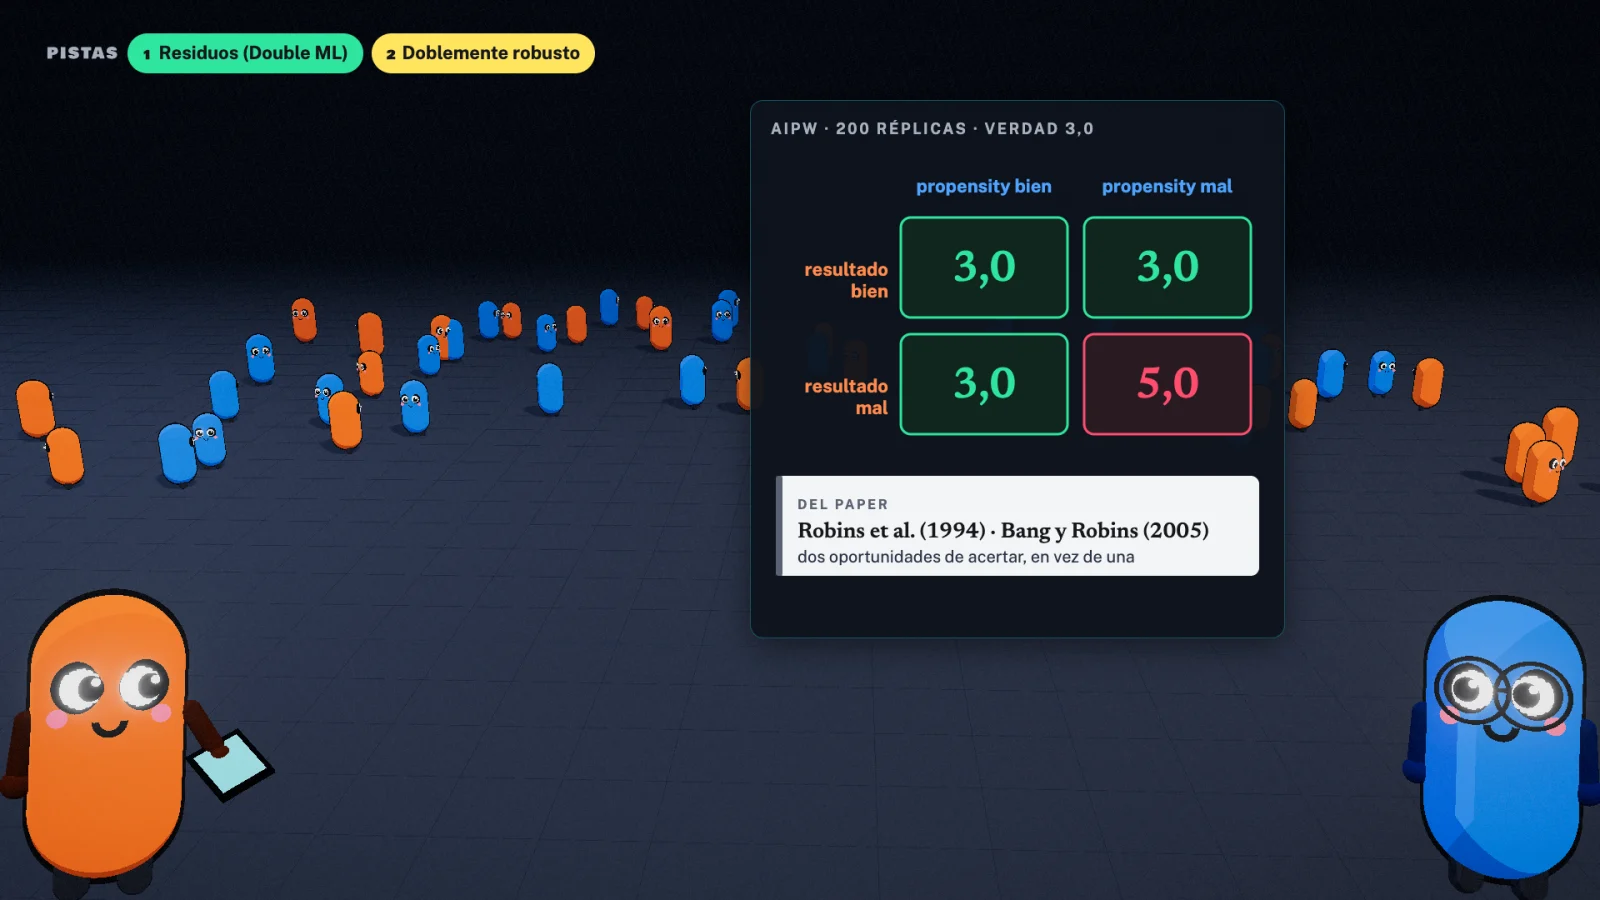 PISTAS 1 Residuos (Double ML) 2 Doblemente robusto
AIPW · 200 RÉPLICAS · VERDAD 3,0
propensity bien propensity mal
resultado
bien
3,0 3,0
resultado
mal
3,0 5,0
DEL PAPER
Robins et al. (1994) · Bang y Robins (2005)
dos oportunidades de acertar, en vez de una